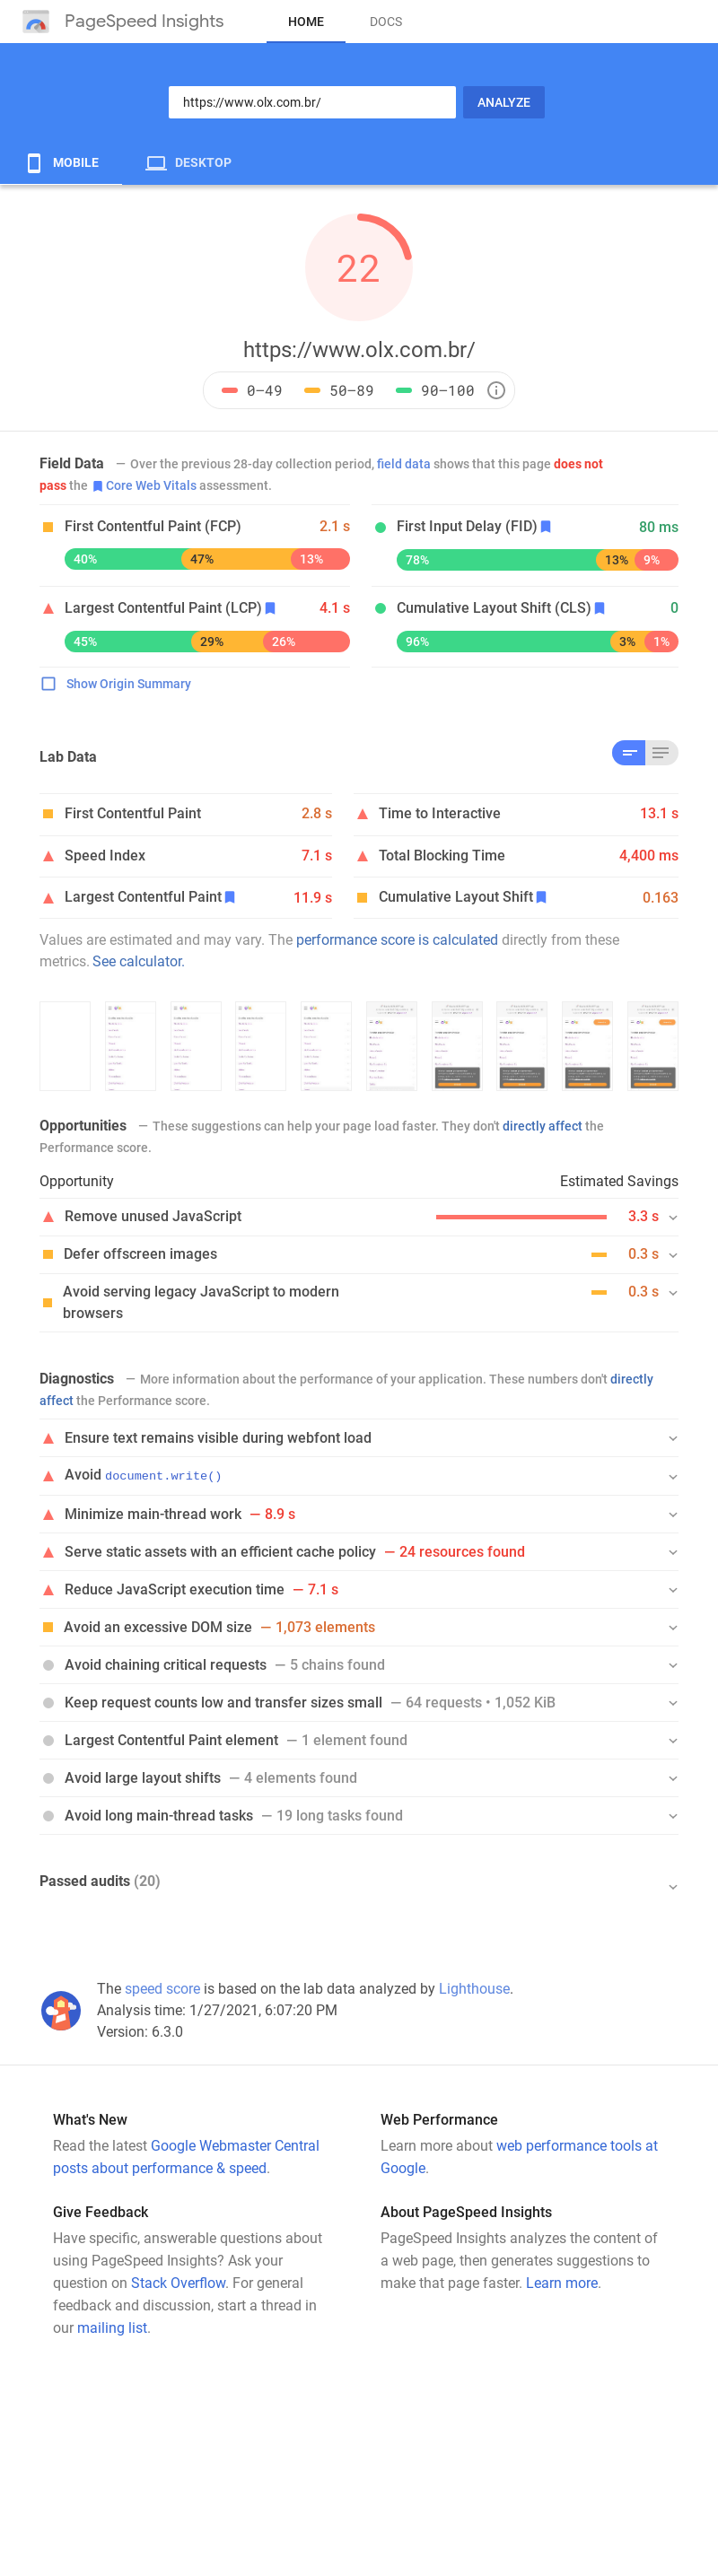 PageSpeed Insights
HOME
DOCS
https://www.olx.com.br/
ANALYZE
MOBILE
DESKTOP
22
https://www.olx.com.br/
0–49
50–89
90–100
Field Data — Over the previous 28-day collection period, field data shows that this page does not
pass the Core Web Vitals assessment.
First Contentful Paint (FCP) 2.1 s
40% 47% 13%
First Input Delay (FID) 80 ms
78% 13% 9%
Largest Contentful Paint (LCP) 4.1 s
45% 29% 26%
Cumulative Layout Shift (CLS) 0
96% 3% 1%
Show Origin Summary
Lab Data
First Contentful Paint 2.8 s
Time to Interactive 13.1 s
Speed Index 7.1 s
Total Blocking Time 4,400 ms
Largest Contentful Paint 11.9 s
Cumulative Layout Shift 0.163
Values are estimated and may vary. The performance score is calculated directly from these
metrics. See calculator.
Opportunities — These suggestions can help your page load faster. They don't directly affect the
Performance score.
Opportunity Estimated Savings
Remove unused JavaScript 3.3 s
Defer offscreen images 0.3 s
Avoid serving legacy JavaScript to modern 0.3 s
browsers
Diagnostics — More information about the performance of your application. These numbers don't directly
affect the Performance score.
Ensure text remains visible during webfont load
Avoid document.write()
Minimize main-thread work — 8.9 s
Serve static assets with an efficient cache policy — 24 resources found
Reduce JavaScript execution time — 7.1 s
Avoid an excessive DOM size — 1,073 elements
Avoid chaining critical requests — 5 chains found
Keep request counts low and transfer sizes small — 64 requests • 1,052 KiB
Largest Contentful Paint element — 1 element found
Avoid large layout shifts — 4 elements found
Avoid long main-thread tasks — 19 long tasks found
Passed audits (20)
The speed score is based on the lab data analyzed by Lighthouse.
Analysis time: 1/27/2021, 6:07:20 PM
Version: 6.3.0
What's New
Read the latest Google Webmaster Central
posts about performance & speed.
Web Performance
Learn more about web performance tools at
Google.
Give Feedback
Have specific, answerable questions about
using PageSpeed Insights? Ask your
question on Stack Overflow. For general
feedback and discussion, start a thread in
our mailing list.
About PageSpeed Insights
PageSpeed Insights analyzes the content of
a web page, then generates suggestions to
make that page faster. Learn more.